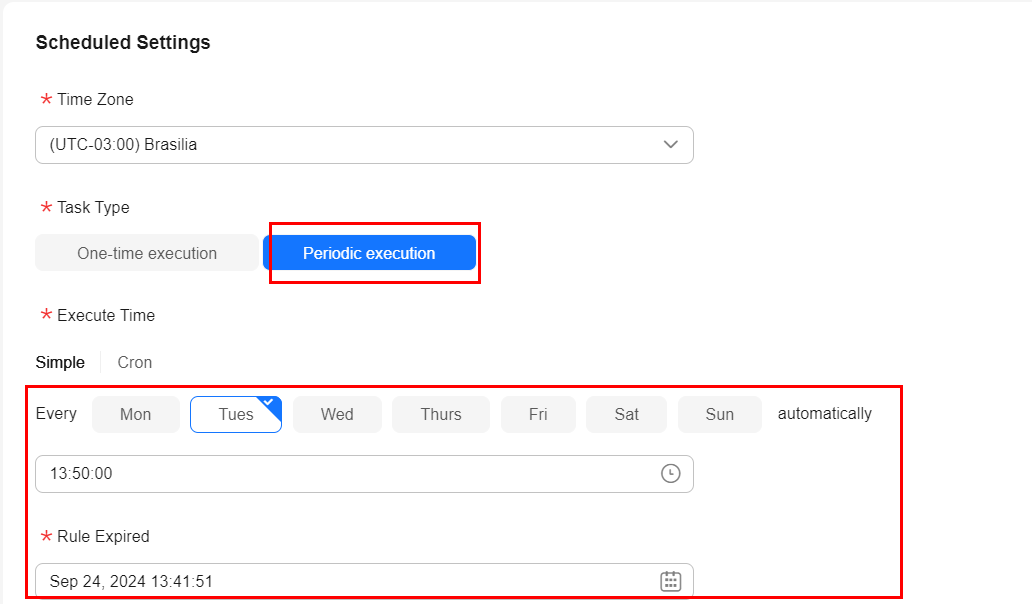 Scheduled Settings
* Time Zone
(UTC-03:00) Brasilia
* Task Type
One-time execution Periodic execution
* Execute Time
Simple Cron
Every Mon Tues Wed Thurs Fri Sat Sun automatically
13:50:00
* Rule Expired
Sep 24, 2024 13:41:51